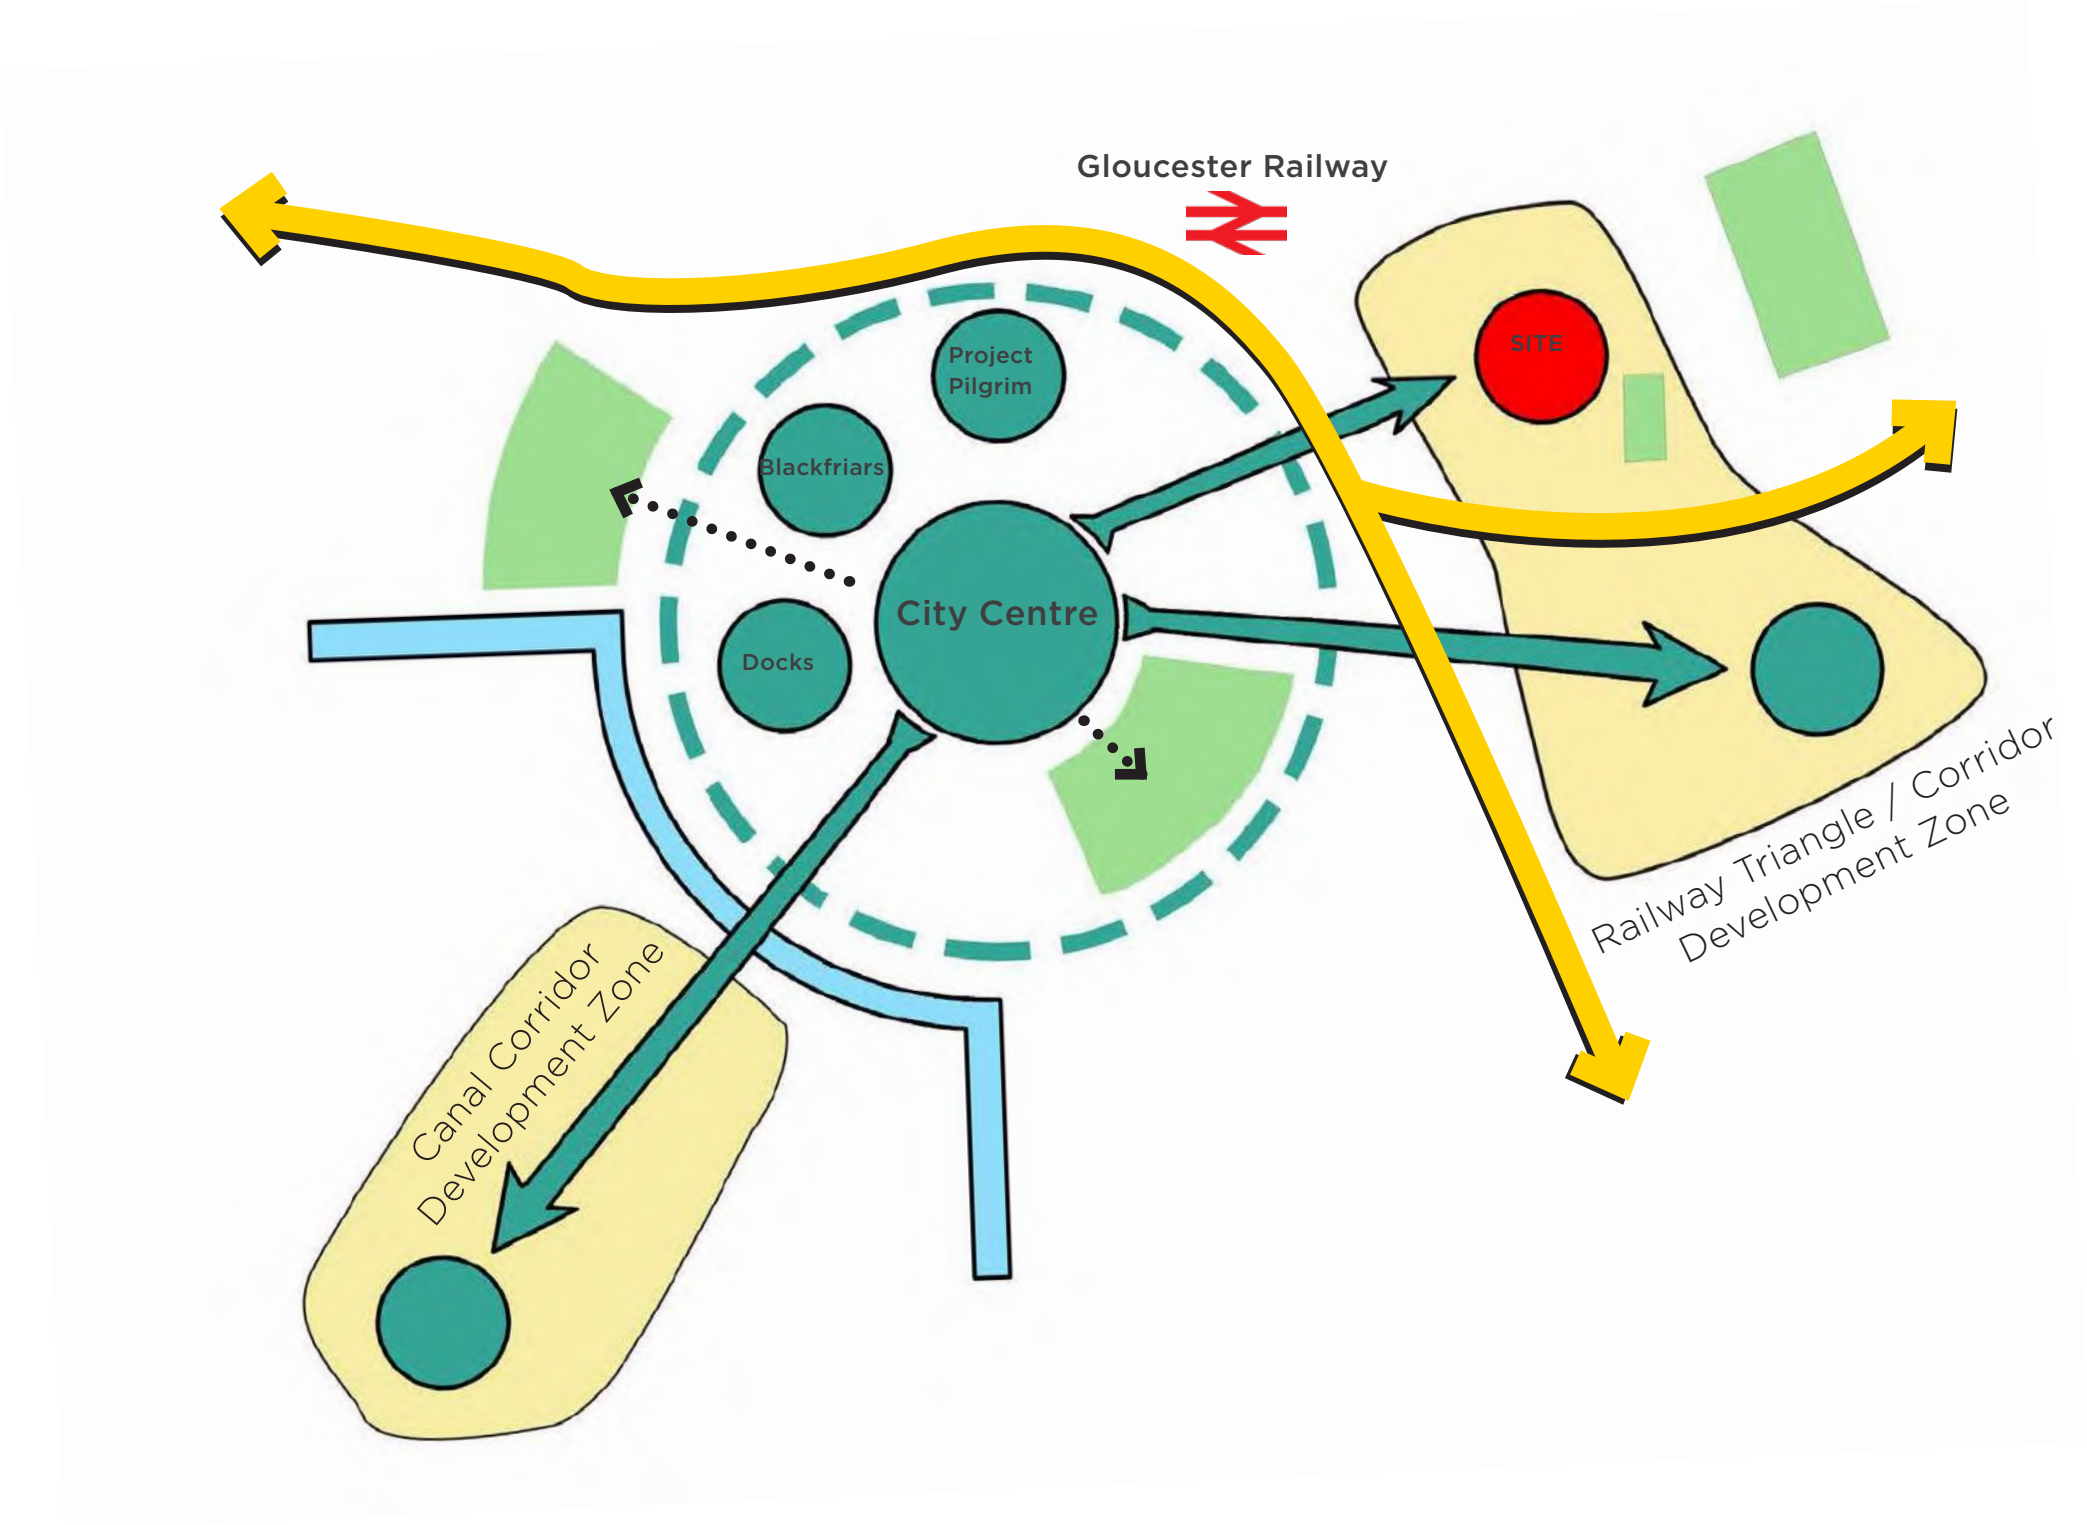 Gloucester Railway
SITE
Project
Pilgrim
Blackfriars
City Centre
Docks
Railway Triangle / Corridor
Development Zone
Canal Corridor
Development Zone